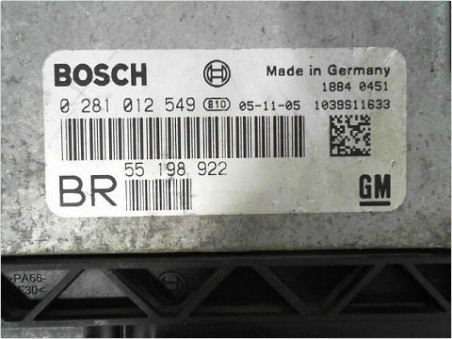 BOSCH
Made in Germany
1884 0451
0 281 012 549 B10 05-11-05 1039S11633
55 198 922
BR
GM
-PA66-